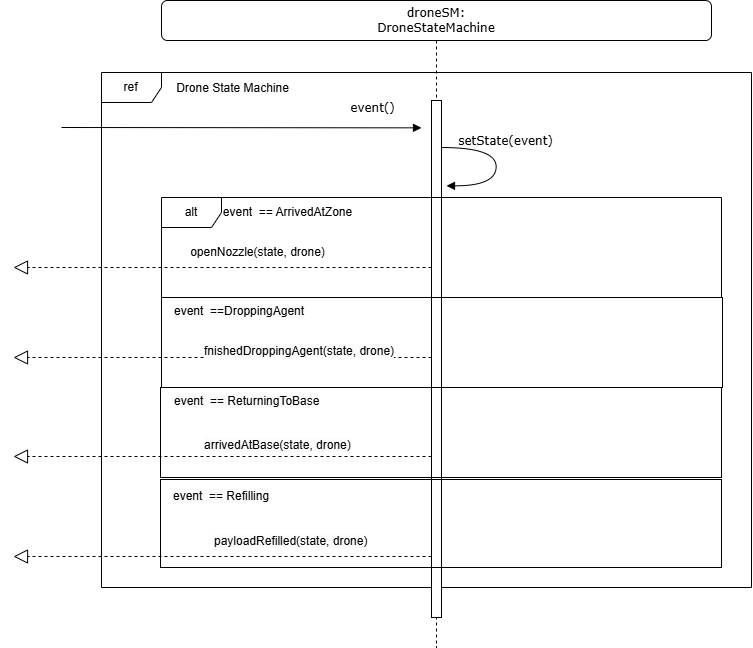 droneSM:
DroneStateMachine
ref
Drone State Machine
event()
setState(event)
alt
event == ArrivedAtZone
openNozzle(state, drone)
event ==DroppingAgent
fnishedDroppingAgent(state, drone)
event == ReturningToBase
arrivedAtBase(state, drone)
event == Refilling
payloadRefilled(state, drone)